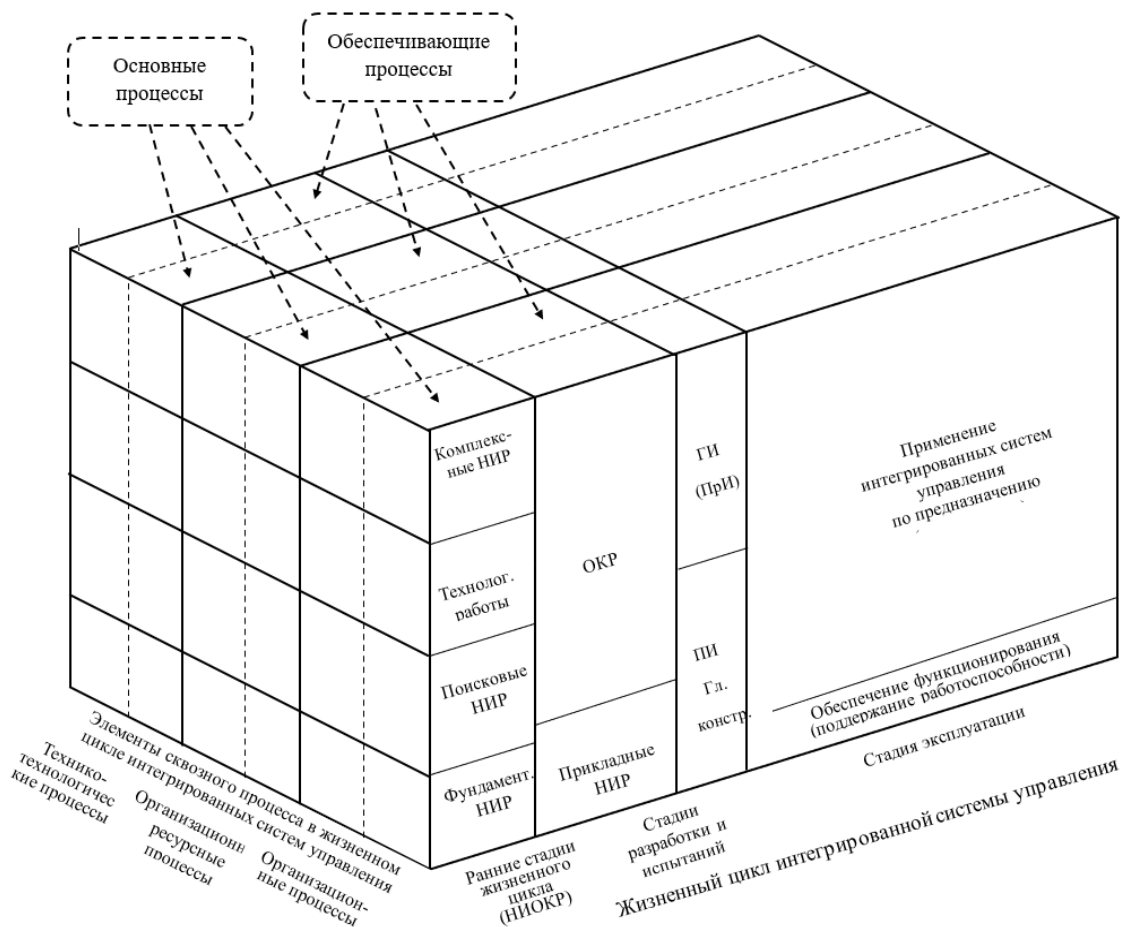 Основные
процессы
Обеспечивающие
процессы
Комплекс-
ные НИР
Технолог.
работы
Поисковые
НИР
Фундамент.
НИР
ОКР
Прикладные
НИР
ГИ
(ПрИ)
ПИ
Гл.
констр.
Применение
интегрированных систем
управления
по предназначению
Обеспечение функционирования
(поддержание работоспособности)
Элементы сквозного процесса в жизненном
цикле интегрированных систем управления
Технико-
технологичес
кие процессы
Организационн
ресурсные
процессы
Организацион-
ные процессы
Ранние стадии
жизненного
цикла
(НИОКР)
Стадии
разработки и
испытаний
Стадия эксплуатации
Жизненный цикл интегрированной системы управления